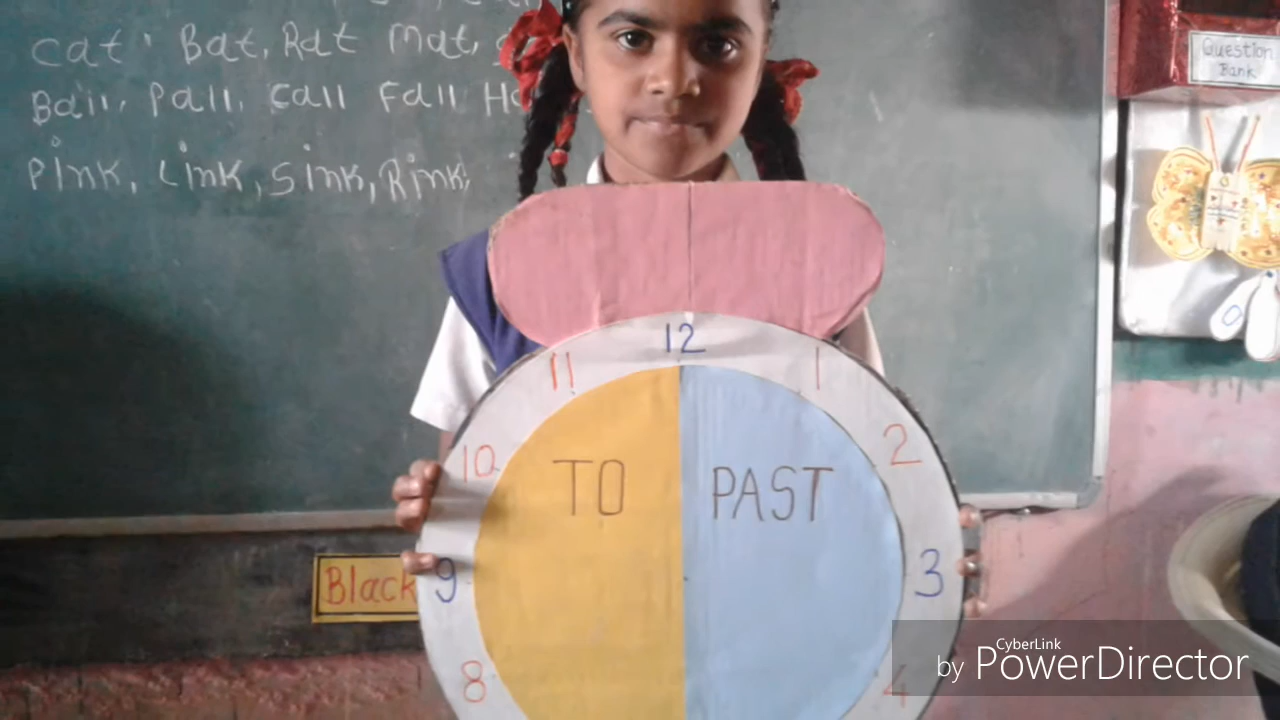 cat, Bat, Rat Mat,
Ball, Pall, Call Fall
Pink, Link, Sink, Rink,
Question
Bank
12
11
1
10
2
TO PAST
9
3
8
4
Black
CyberLink
by PowerDirector